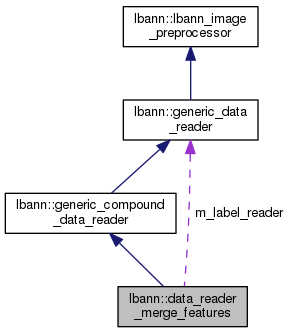 lbann::lbann_image
_preprocessor
lbann::generic_data
_reader
lbann::generic_compound
_data_reader
m_label_reader
lbann::data_reader
_merge_features